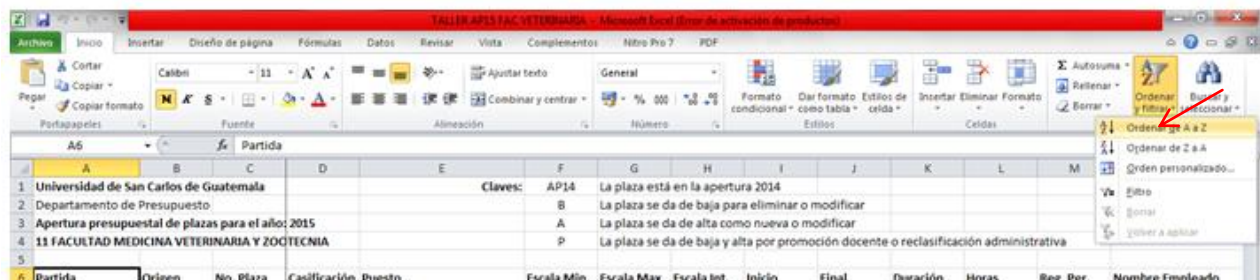 TALLER AP15 FAC VETERINARIA - Microsoft Excel (Error de activación de productos)
Archivo Inicio Insertar Diseño de página Fórmulas Datos Revisar Vista Complementos Nitro Pro 7 PDF
Cortar
Copiar
Copiar formato
Pegar
Portapapeles
Calibri 11
N K S
Fuente
Ajustar texto
Combinar y centrar
Alineación
General
% 000
Número
Formato condicional
Dar formato como tabla
Estilos de celda
Estilos
Insertar Eliminar Formato
Celdas
Σ Autosuma
Rellenar
Borrar
Ordenar y filtrar
Buscar y seleccionar
Ordenar de A a Z
Ordenar de Z a A
Orden personalizado...
Filtro
Borrar
Volver a aplicar
A6 fx Partida
A B C D E F G H I J K L M
1 Universidad de San Carlos de Guatemala Claves: AP14 La plaza está en la apertura 2014
2 Departamento de Presupuesto B La plaza se da de baja para eliminar o modificar
3 Apertura presupuestal de plazas para el año: 2015 A La plaza se da de alta como nueva o modificar
4 11 FACULTAD MEDICINA VETERINARIA Y ZOOTECNIA P La plaza se da de baja y alta por promoción docente o reclasificación administrativa
5
6 Partida Origen No. Plaza Casificación Puesto Escala Min Escala Max Escala Int. Inicio Final Duración Horas Reg. Per. Nombre Empleado